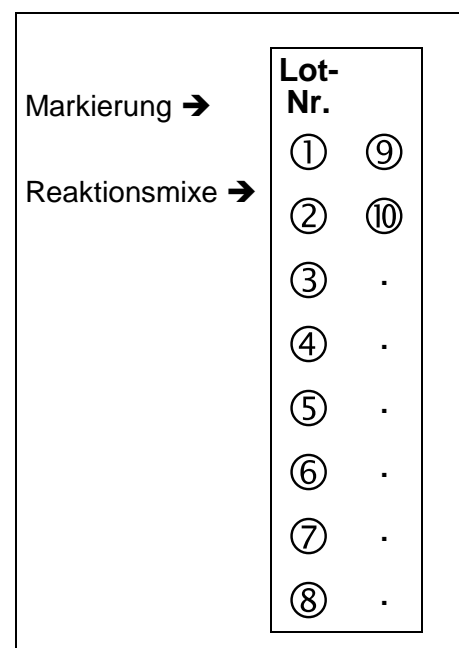 Lot-
Nr.
Markierung ➔
① ⑨
Reaktionsmixe ➔
② ⑩
③ .
④ .
⑤ .
⑥ .
⑦ .
⑧ .